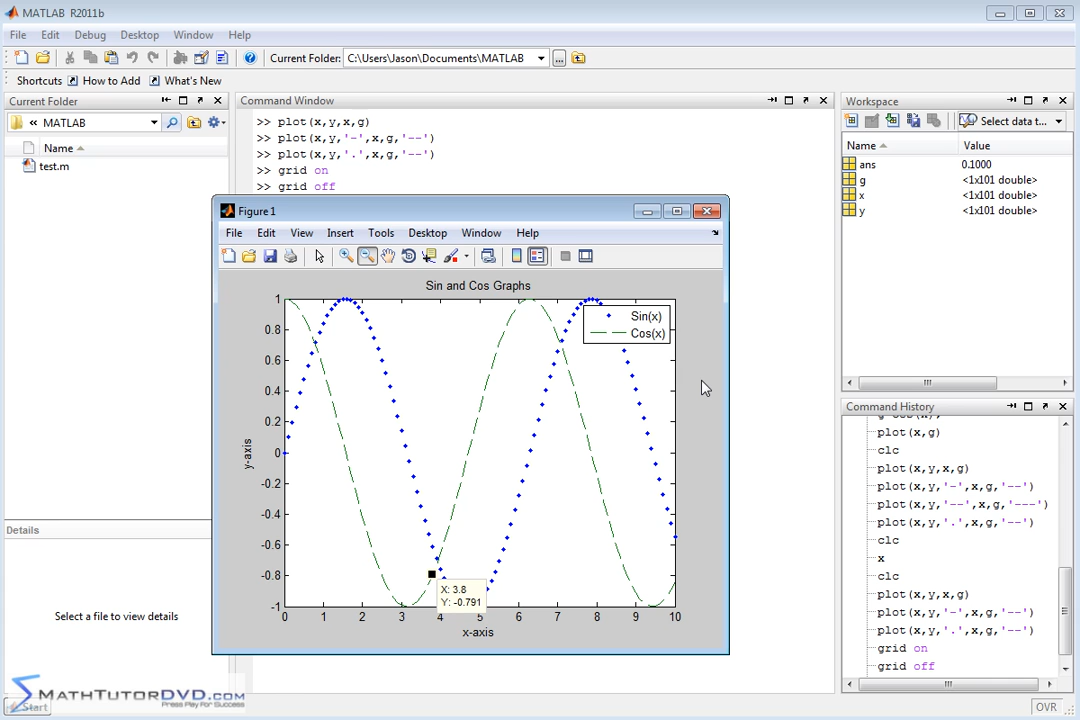 MATLAB R2011b
File Edit Debug Desktop Window Help
Current Folder: C:\Users\Jason\Documents\MATLAB ...
Shortcuts How to Add What's New
Current Folder
« MATLAB
Name
test.m
Details
Select a file to view details
Start
Command Window
>> plot(x,y,x,g)
>> plot(x,y,'-',x,g,'--')
>> plot(x,y,'.',x,g,'--')
>> grid on
>> grid off
Figure 1
File Edit View Insert Tools Desktop Window Help
Sin and Cos Graphs
Sin(x)
Cos(x)
1
0.8
0.6
0.4
0.2
0
-0.2
-0.4
-0.6
-0.8
-1
y-axis
X: 3.8
Y: -0.791
0 1 2 3 4 5 6 7 8 9 10
x-axis
Workspace
Select data t...
Name Value
ans 0.1000
g <1x101 double>
x <1x101 double>
y <1x101 double>
Command History
plot(x,g)
clc
plot(x,y,x,g)
plot(x,y,'-',x,g,'--')
plot(x,y,'--',x,g,'---')
plot(x,y,'.',x,g,'--')
clc
x
clc
plot(x,y,x,g)
plot(x,y,'-',x,g,'--')
plot(x,y,'.',x,g,'--')
grid on
grid off
OVR
MATHTUTORDVD.COM
Press Play For Success